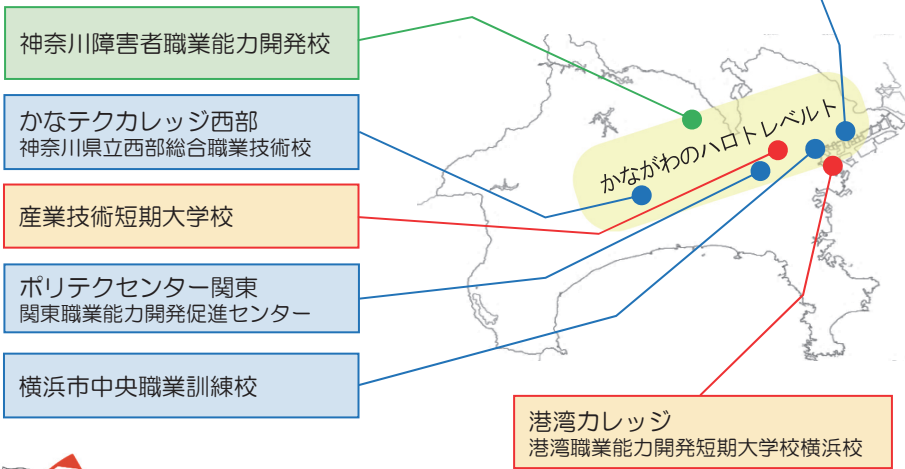 神奈川障害者職業能力開発校
かなテクカレッジ西部
神奈川県立西部総合職業技術校
産業技術短期大学校
ポリテクセンター関東
関東職業能力開発促進センター
横浜市中央職業訓練校
かながわのハロトレベルト
港湾カレッジ
港湾職業能力開発短期大学校横浜校